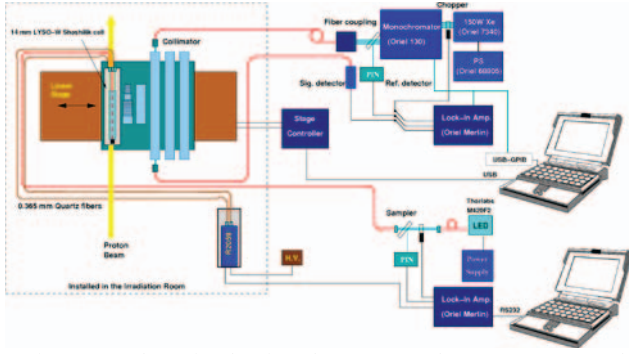 14 mm LYSO-W Shashlik cell
Collimator
Linear
Stage
0.365 mm Quartz fibers
Proton
Beam
R2059
H.V.
Installed in the Irradiation Room
Fiber coupling
Monochromator
(Oriel 130)
Chopper
150W Xe
(Oriel 7340)
PS
(Oriel 68805)
Sig. detector
PIN
Ref. detector
Lock-in Amp.
(Oriel Merlin)
Stage
Controller
USB-GPIB
USB
Sampler
PIN
Thorlabs
M420F2
LED
Power
Supply
Lock-in Amp.
(Oriel Merlin)
RS232